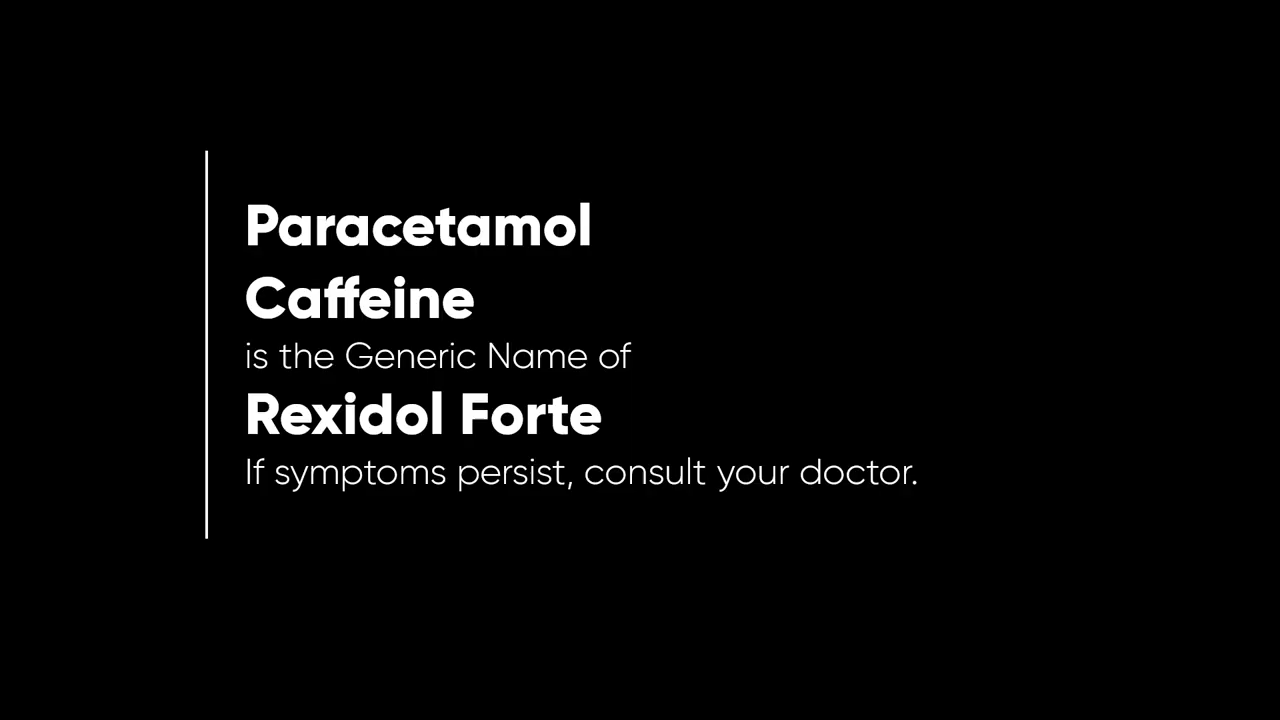 Paracetamol
Caffeine
is the Generic Name of
Rexidol Forte
If symptoms persist, consult your doctor.